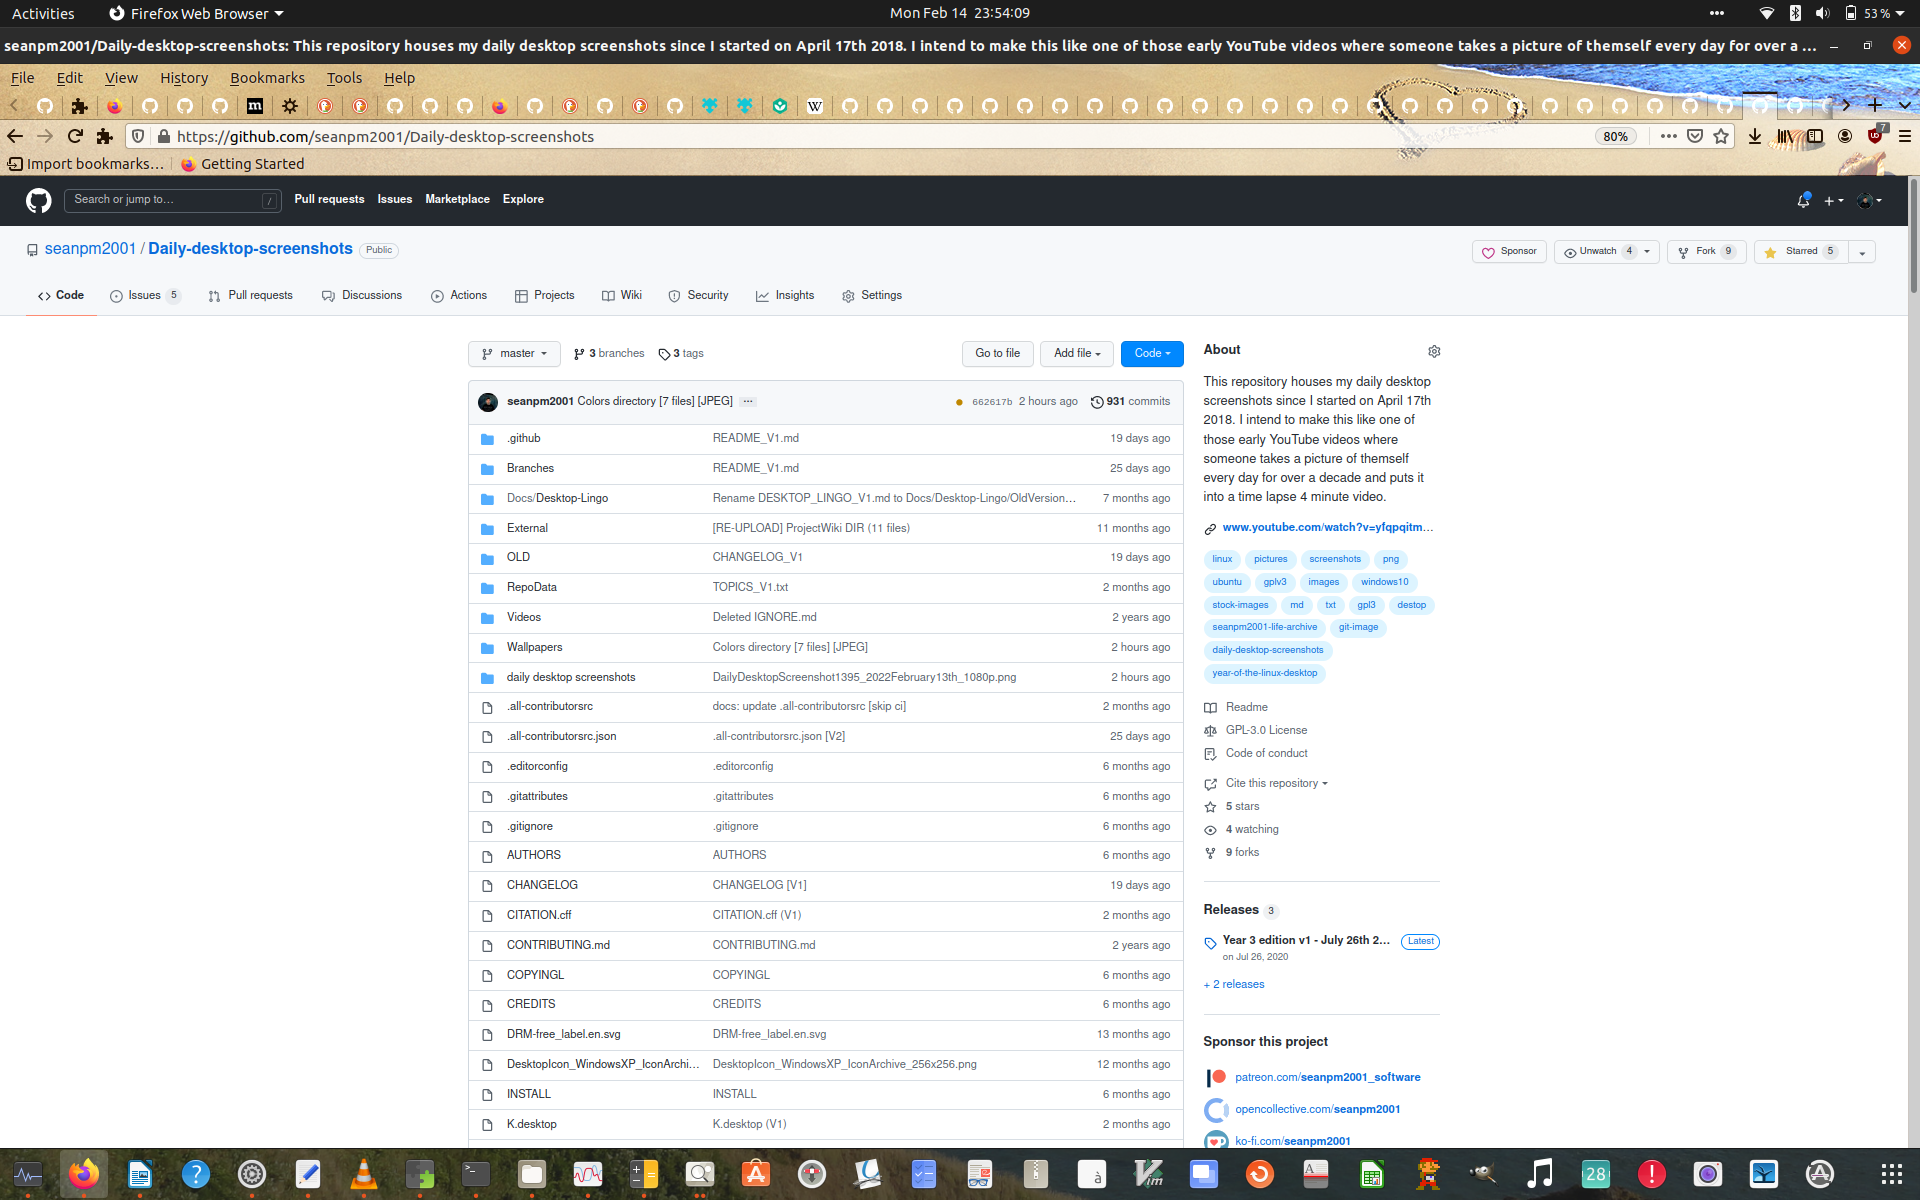 Activities
Firefox Web Browser
Mon Feb 14 23:54:09
53 %
seanpm2001/Daily-desktop-screenshots: This repository houses my daily desktop screenshots since I started on April 17th 2018. I intend to make this like one of those early YouTube videos where someone takes a picture of themself every day for over a ...
File Edit View History Bookmarks Tools Help
https://github.com/seanpm2001/Daily-desktop-screenshots
80%
7
Import bookmarks...
Getting Started
Search or jump to...
/
Pull requests Issues Marketplace Explore
seanpm2001 / Daily-desktop-screenshots Public
Sponsor
Unwatch 4
Fork 9
Starred 5
Code
Issues 5
Pull requests
Discussions
Actions
Projects
Wiki
Security
Insights
Settings
master
3 branches
3 tags
Go to file
Add file
Code
seanpm2001 Colors directory [7 files] [JPEG] ... 662617b 2 hours ago 931 commits
.github README_V1.md 19 days ago
Branches README_V1.md 25 days ago
Docs/Desktop-Lingo Rename DESKTOP_LINGO_V1.md to Docs/Desktop-Lingo/OldVersion... 7 months ago
External [RE-UPLOAD] ProjectWiki DIR (11 files) 11 months ago
OLD CHANGELOG_V1 19 days ago
RepoData TOPICS_V1.txt 2 months ago
Videos Deleted IGNORE.md 2 years ago
Wallpapers Colors directory [7 files] [JPEG] 2 hours ago
daily desktop screenshots DailyDesktopScreenshot1395_2022February13th_1080p.png 2 hours ago
.all-contributorsrc docs: update .all-contributorsrc [skip ci] 2 months ago
.all-contributorsrc.json .all-contributorsrc.json [V2] 25 days ago
.editorconfig .editorconfig 6 months ago
.gitattributes .gitattributes 6 months ago
.gitignore .gitignore 6 months ago
AUTHORS AUTHORS 6 months ago
CHANGELOG CHANGELOG [V1] 19 days ago
CITATION.cff CITATION.cff (V1) 2 months ago
CONTRIBUTING.md CONTRIBUTING.md 2 years ago
COPYINGL COPYINGL 6 months ago
CREDITS CREDITS 6 months ago
DRM-free_label.en.svg DRM-free_label.en.svg 13 months ago
DesktopIcon_WindowsXP_IconArchi... DesktopIcon_WindowsXP_IconArchive_256x256.png 12 months ago
INSTALL INSTALL 6 months ago
K.desktop K.desktop (V1) 2 months ago
About
This repository houses my daily desktop
screenshots since I started on April 17th
2018. I intend to make this like one of
those early YouTube videos where
someone takes a picture of themself
every day for over a decade and puts it
into a time lapse 4 minute video.
www.youtube.com/watch?v=yfqpqitm...
linux pictures screenshots png
ubuntu gplv3 images windows10
stock-images md txt gpl3 destop
seanpm2001-life-archive git-image
daily-desktop-screenshots
year-of-the-linux-desktop
Readme
GPL-3.0 License
Code of conduct
Cite this repository
5 stars
4 watching
9 forks
Releases 3
Year 3 edition v1 - July 26th 2... Latest
on Jul 26, 2020
+ 2 releases
Sponsor this project
patreon.com/seanpm2001_software
opencollective.com/seanpm2001
ko-fi.com/seanpm2001
28